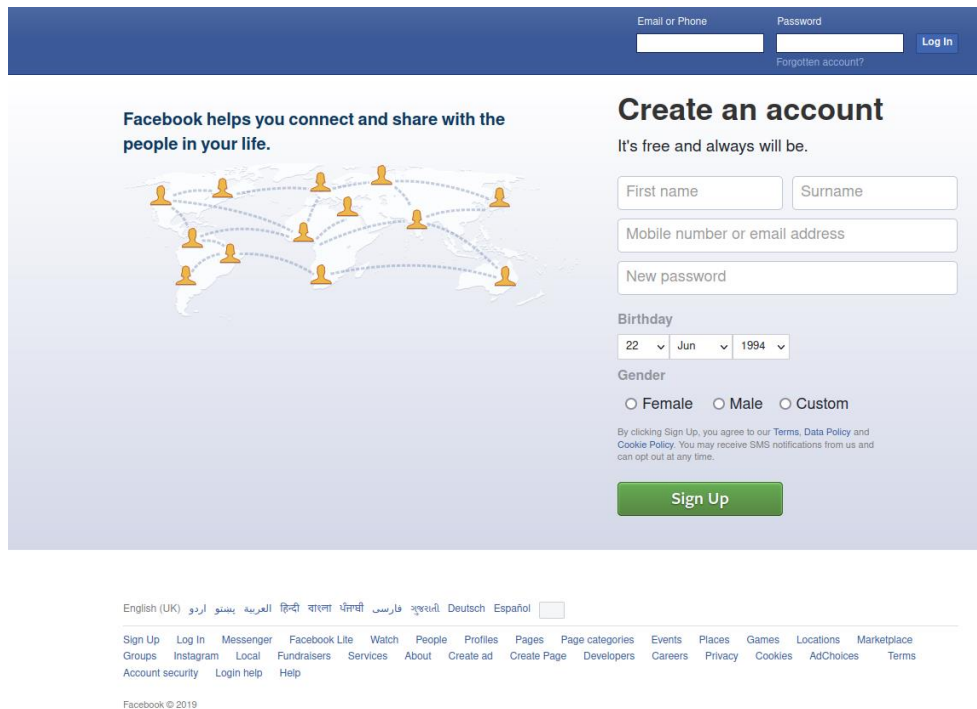 Email or Phone Password
Log In
Forgotten account?
Facebook helps you connect and share with the
people in your life.
Create an account
It's free and always will be.
First name Surname
Mobile number or email address
New password
Birthday
22 Jun 1994
Gender
Female Male Custom
By clicking Sign Up, you agree to our Terms, Data Policy and
Cookie Policy. You may receive SMS notifications from us and
can opt out at any time.
Sign Up
English (UK) اردو پښتو العربية हिन्दी বাংলা ਪੰਜਾਬੀ فارسی ગુજરાતી Deutsch Español
Sign Up Log In Messenger Facebook Lite Watch People Profiles Pages Page categories Events Places Games Locations Marketplace
Groups Instagram Local Fundraisers Services About Create ad Create Page Developers Careers Privacy Cookies AdChoices Terms
Account security Login help Help
Facebook © 2019